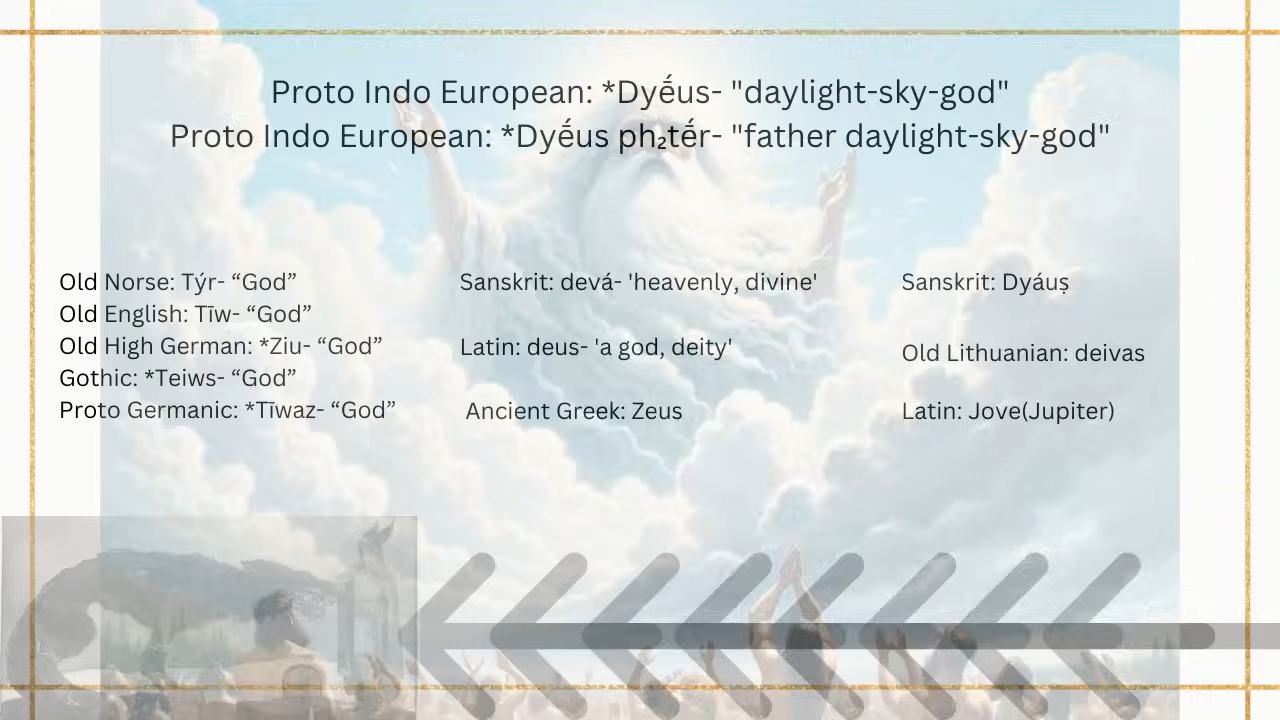 Proto Indo European: *Dyḗus- "daylight-sky-god"
Proto Indo European: *Dyḗus ph₂tḗr- "father daylight-sky-god"
Old Norse: Týr- “God”
Old English: Tīw- “God”
Old High German: *Ziu- “God”
Gothic: *Teiws- “God”
Proto Germanic: *Tīwaz- “God”
Sanskrit: devá- 'heavenly, divine'
Latin: deus- 'a god, deity'
Ancient Greek: Zeus
Sanskrit: Dyáuṣ
Old Lithuanian: deivas
Latin: Jove(Jupiter)